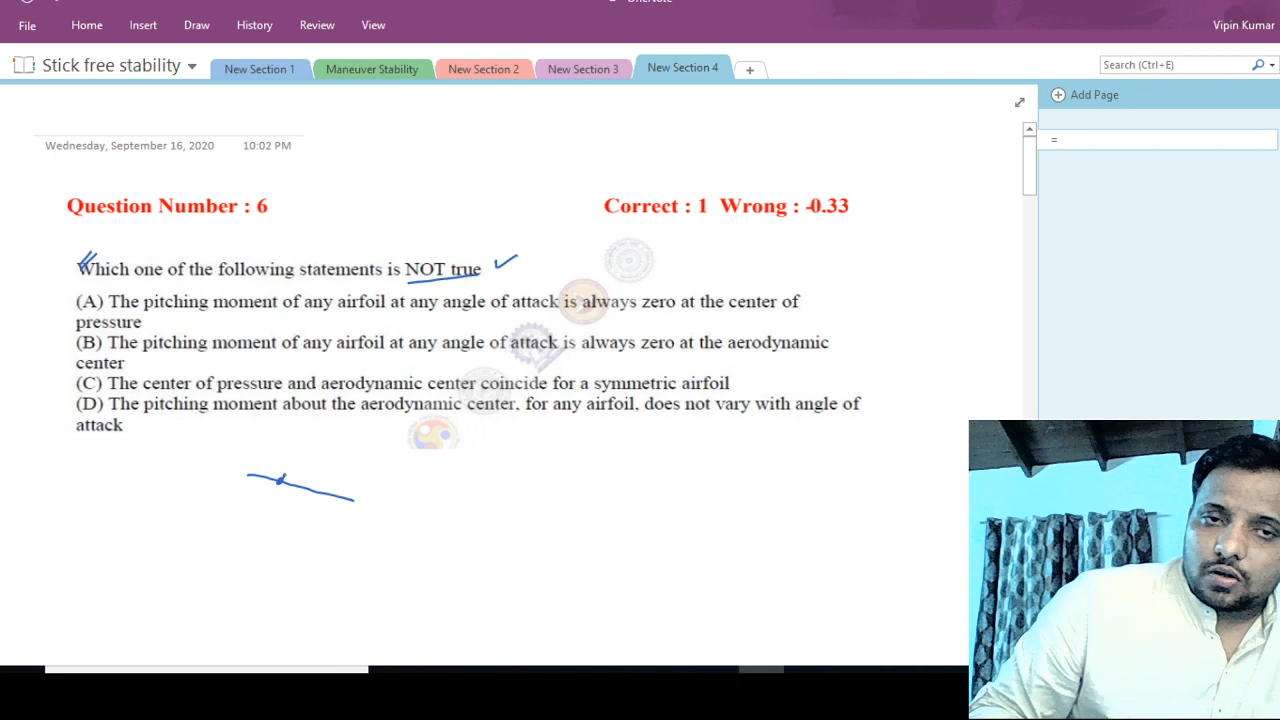 File Home Insert Draw History Review View Vipin Kumar
Stick free stability New Section 1 Maneuver Stability New Section 2 New Section 3 New Section 4 Search (Ctrl+E)
Add Page
=
Wednesday, September 16, 2020 10:02 PM
Question Number : 6 Correct : 1 Wrong : -0.33
Which one of the following statements is NOT true
(A) The pitching moment of any airfoil at any angle of attack is always zero at the center of
pressure
(B) The pitching moment of any airfoil at any angle of attack is always zero at the aerodynamic
center
(C) The center of pressure and aerodynamic center coincide for a symmetric airfoil
(D) The pitching moment about the aerodynamic center, for any airfoil, does not vary with angle of
attack